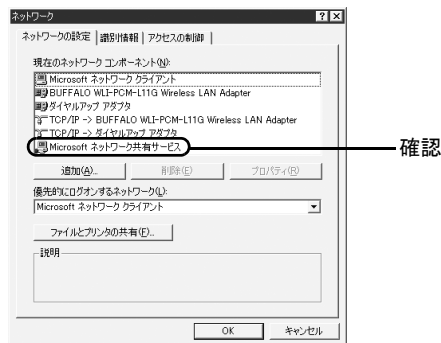 ネットワーク
ネットワークの設定 識別情報 アクセスの制御
現在のネットワーク コンポーネント(N):
Microsoft ネットワーク クライアント
BUFFALO WLI-PCM-L11G Wireless LAN Adapter
ダイヤルアップ アダプタ
TCP/IP -> BUFFALO WLI-PCM-L11G Wireless LAN Adapter
TCP/IP -> ダイヤルアップ アダプタ
Microsoft ネットワーク共有サービス
確認
追加(A)... 削除(E) プロパティ(R)
優先的にログオンするネットワーク(L):
Microsoft ネットワーク クライアント
ファイルとプリンタの共有(F)...
説明
OK キャンセル